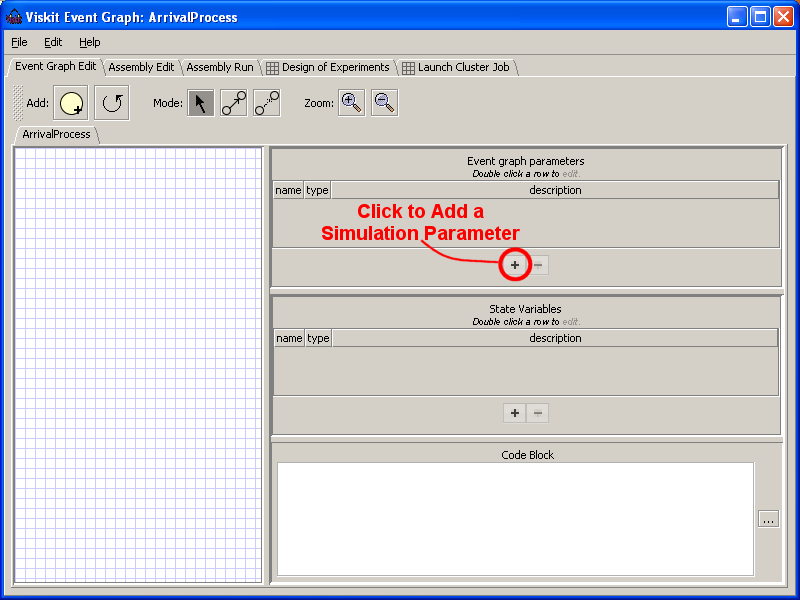 Viskit Event Graph: ArrivalProcess
File Edit Help
Event Graph Edit Assembly Edit Assembly Run Design of Experiments Launch Cluster Job
Add: Mode: Zoom:
ArrivalProcess
Event graph parameters
Double click a row to edit.
name type description
Click to Add a
Simulation Parameter
+ −
State Variables
Double click a row to edit.
name type description
+ −
Code Block
...